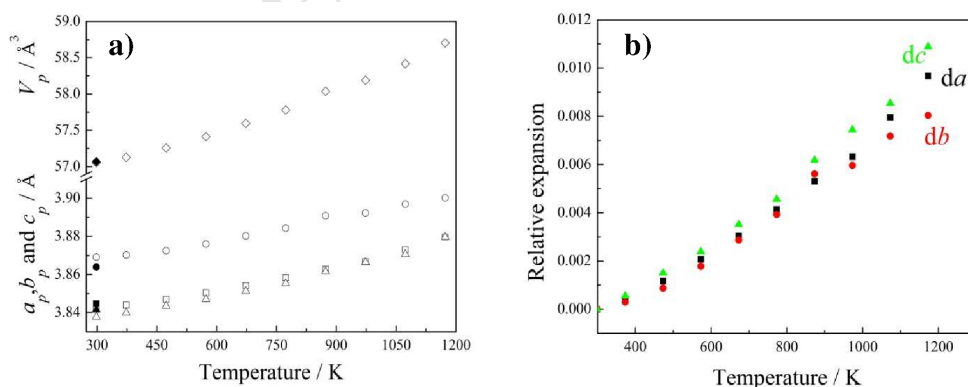 a)
V_p / Å³
a_p, b_p and c_p / Å
59.0
58.5
58.0
57.5
57.0
3.90
3.88
3.86
3.84
300 450 600 750 900 1050 1200
Temperature / K
b)
Relative expansion
0.012
0.010
0.008
0.006
0.004
0.002
0.000
dc
da
db
400 600 800 1000 1200
Temperature / K